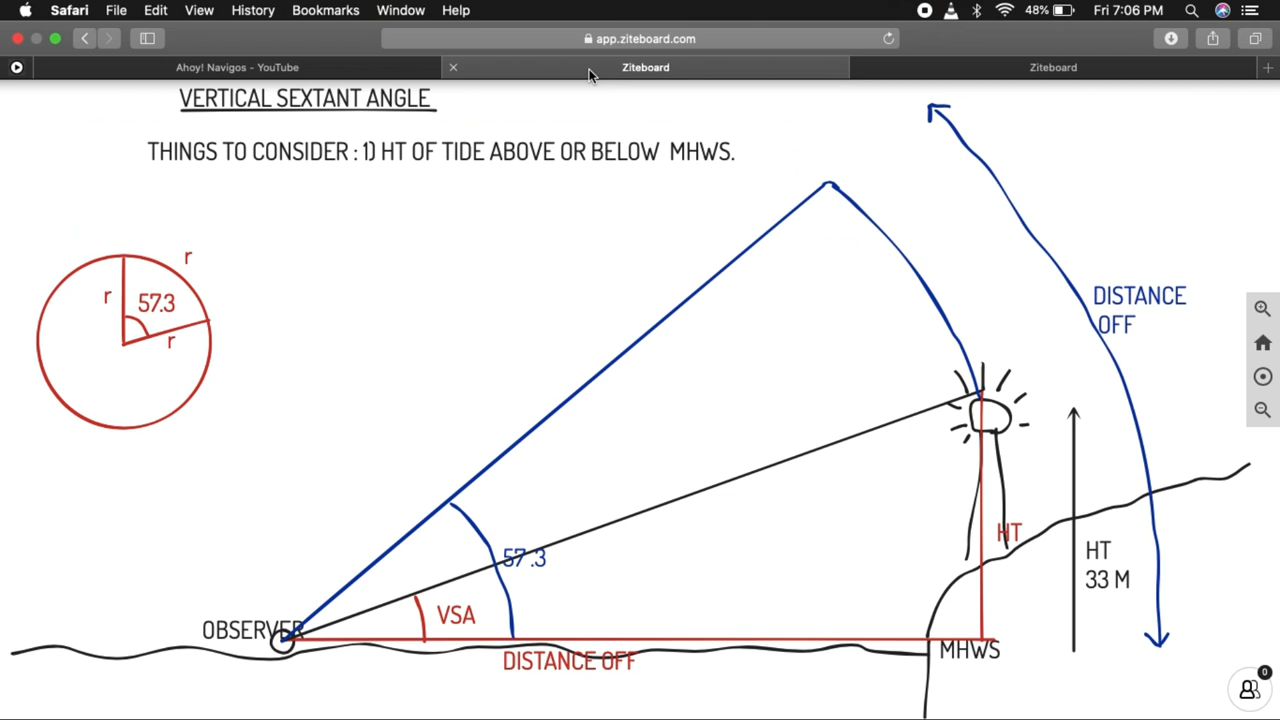 Safari File Edit View History Bookmarks Window Help 48% Fri 7:06 PM
app.ziteboard.com
Ahoy! Navigos - YouTube Ziteboard Ziteboard
VERTICAL SEXTANT ANGLE
THINGS TO CONSIDER : 1) HT OF TIDE ABOVE OR BELOW MHWS.
r
r 57.3
r
DISTANCE
OFF
HT
57.3
HT
33 M
VSA
OBSERVER
MHWS
DISTANCE OFF
0